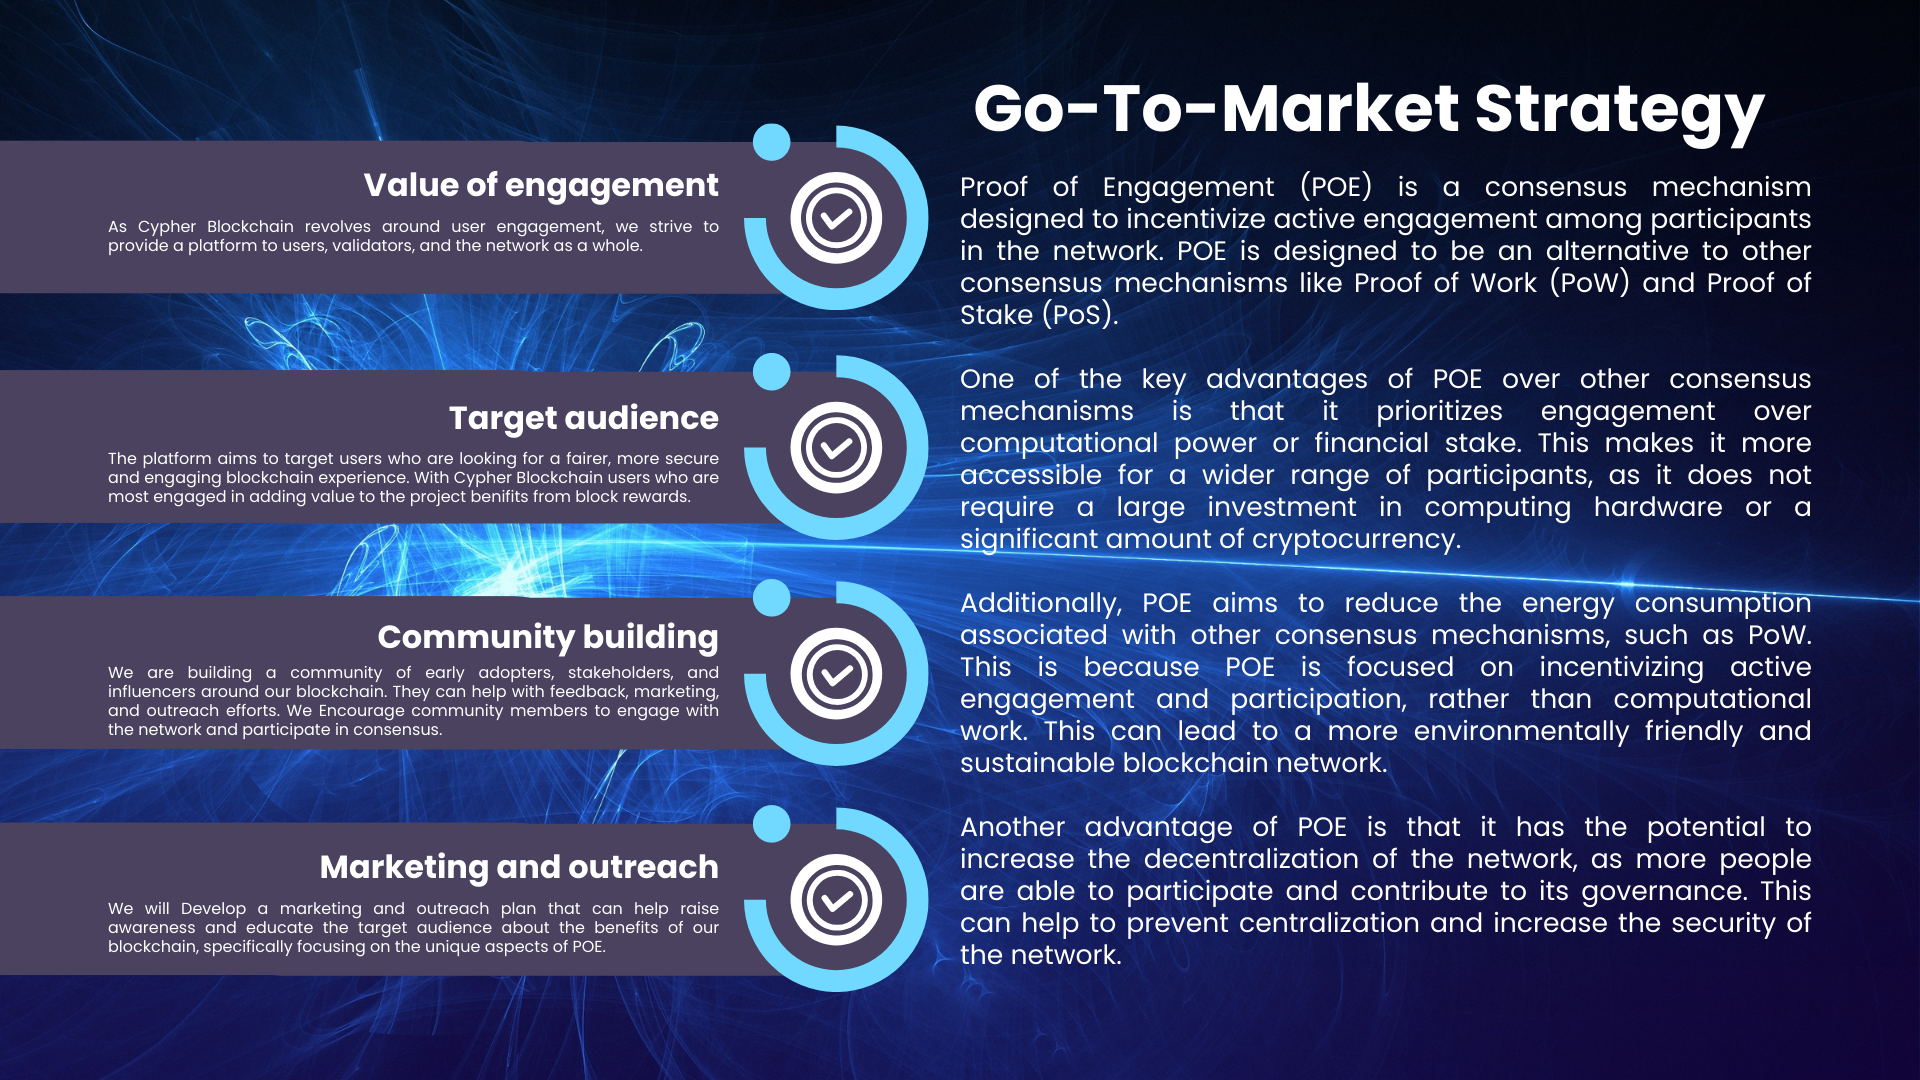 Go-To-Market Strategy
Value of engagement
As Cypher Blockchain revolves around user engagement, we strive to
provide a platform to users, validators, and the network as a whole.
Target audience
The platform aims to target users who are looking for a fairer, more secure
and engaging blockchain experience. With Cypher Blockchain users who are
most engaged in adding value to the project benifits from block rewards.
Community building
We are building a community of early adopters, stakeholders, and
influencers around our blockchain. They can help with feedback, marketing,
and outreach efforts. We Encourage community members to engage with
the network and participate in consensus.
Marketing and outreach
We will Develop a marketing and outreach plan that can help raise
awareness and educate the target audience about the benefits of our
blockchain, specifically focusing on the unique aspects of POE.
Proof of Engagement (POE) is a consensus mechanism
designed to incentivize active engagement among participants
in the network. POE is designed to be an alternative to other
consensus mechanisms like Proof of Work (PoW) and Proof of
Stake (PoS).
One of the key advantages of POE over other consensus
mechanisms is that it prioritizes engagement over
computational power or financial stake. This makes it more
accessible for a wider range of participants, as it does not
require a large investment in computing hardware or a
significant amount of cryptocurrency.
Additionally, POE aims to reduce the energy consumption
associated with other consensus mechanisms, such as PoW.
This is because POE is focused on incentivizing active
engagement and participation, rather than computational
work. This can lead to a more environmentally friendly and
sustainable blockchain network.
Another advantage of POE is that it has the potential to
increase the decentralization of the network, as more people
are able to participate and contribute to its governance. This
can help to prevent centralization and increase the security of
the network.